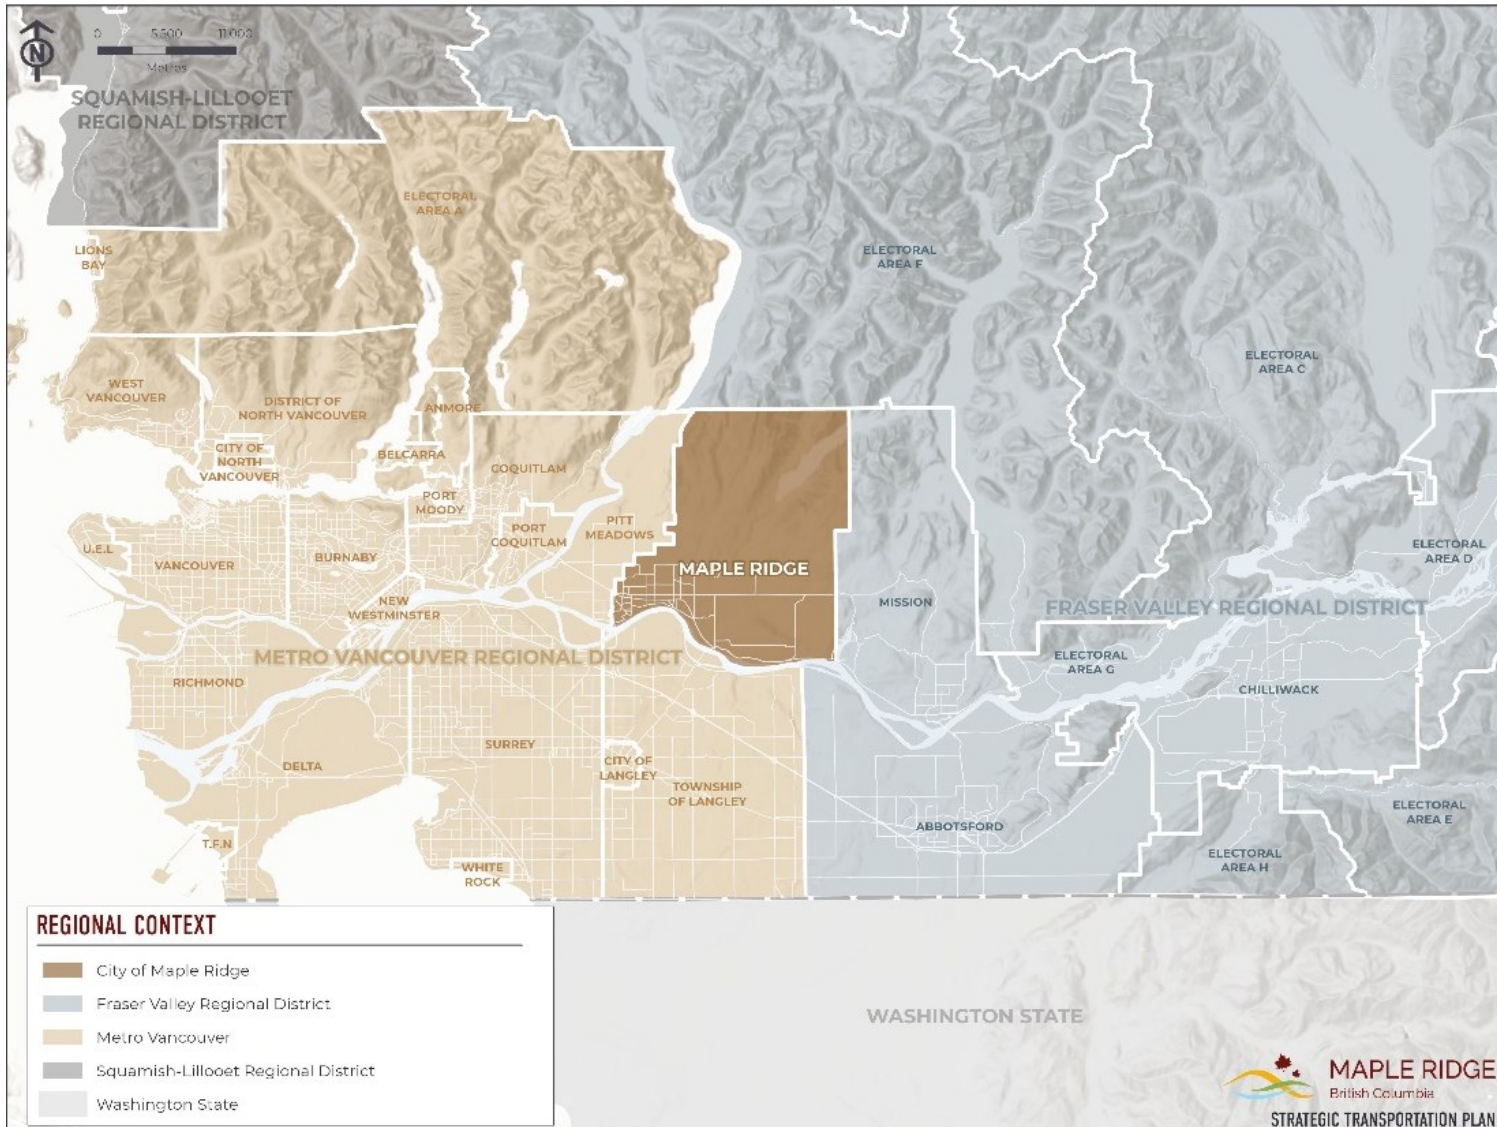 N
0 5,500 11,000
Metres
SQUAMISH-LILLOOET
REGIONAL DISTRICT
ELECTORAL
AREA A
LIONS
BAY
ELECTORAL
AREA F
ELECTORAL
AREA C
WEST
VANCOUVER
DISTRICT OF
NORTH VANCOUVER
ANMORE
CITY OF
NORTH
VANCOUVER
BELCARRA
COQUITLAM
PORT
MOODY
PORT
COQUITLAM
PITT
MEADOWS
U.E.L
VANCOUVER
BURNABY
MAPLE RIDGE
ELECTORAL
AREA D
NEW
WESTMINSTER
MISSION
FRASER VALLEY REGIONAL DISTRICT
METRO VANCOUVER REGIONAL DISTRICT
ELECTORAL
AREA G
RICHMOND
CHILLIWACK
DELTA
SURREY
CITY OF
LANGLEY
TOWNSHIP
OF LANGLEY
ABBOTSFORD
ELECTORAL
AREA E
T.F.N
WHITE
ROCK
ELECTORAL
AREA H
REGIONAL CONTEXT
City of Maple Ridge
Fraser Valley Regional District
Metro Vancouver
Squamish-Lillooet Regional District
Washington State
WASHINGTON STATE
MAPLE RIDGE
British Columbia
STRATEGIC TRANSPORTATION PLAN